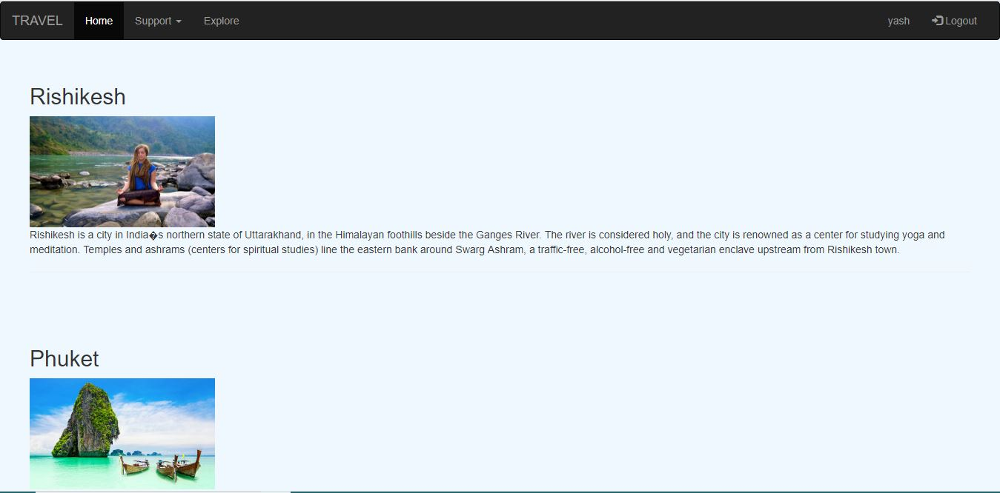 TRAVEL Home Support Explore yash Logout
Rishikesh
Rishikesh is a city in India�s northern state of Uttarakhand, in the Himalayan foothills beside the Ganges River. The river is considered holy, and the city is renowned as a center for studying yoga and
meditation. Temples and ashrams (centers for spiritual studies) line the eastern bank around Swarg Ashram, a traffic-free, alcohol-free and vegetarian enclave upstream from Rishikesh town.
Phuket